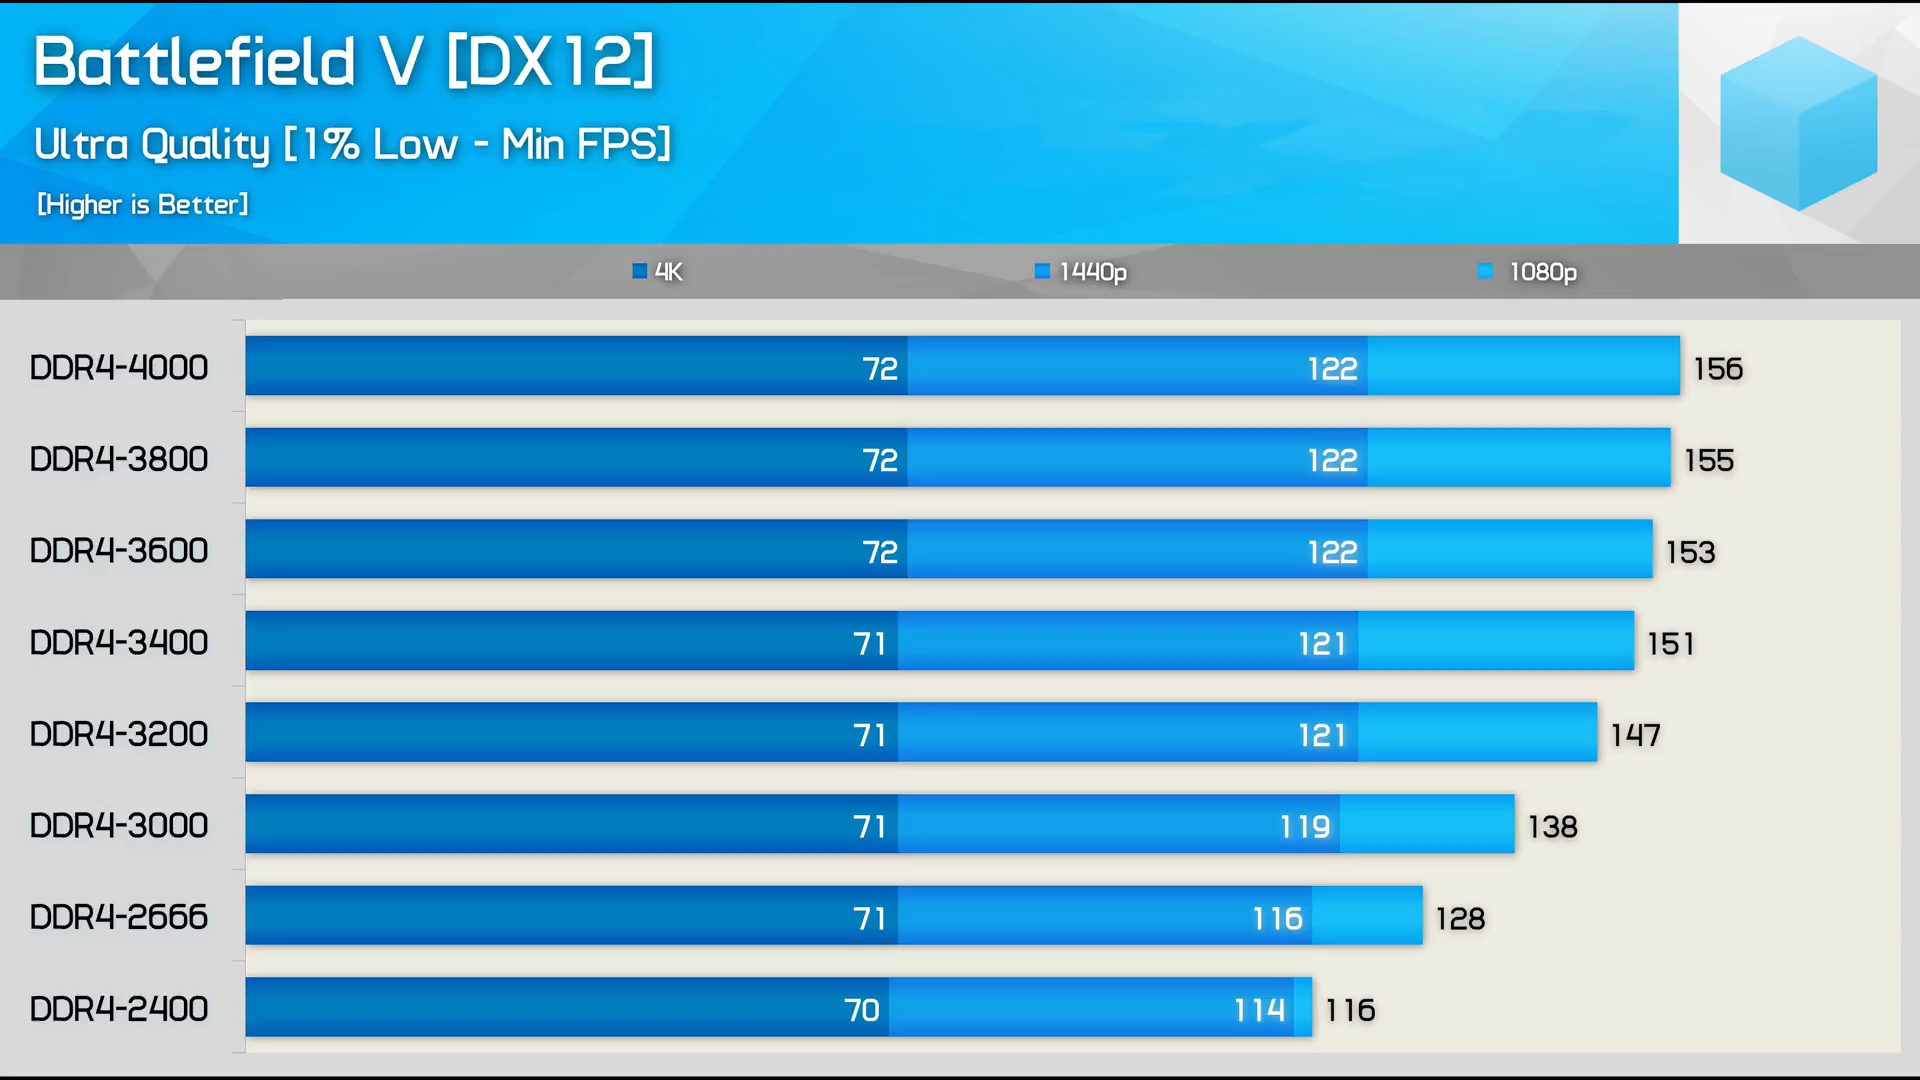 Battlefield V [DX12]
Ultra Quality [1% Low - Min FPS]
[Higher is Better]
4K 1440p 1080p
DDR4-4000 72 122 156
DDR4-3800 72 122 155
DDR4-3600 72 122 153
DDR4-3400 71 121 151
DDR4-3200 71 121 147
DDR4-3000 71 119 138
DDR4-2666 71 116 128
DDR4-2400 70 114 116